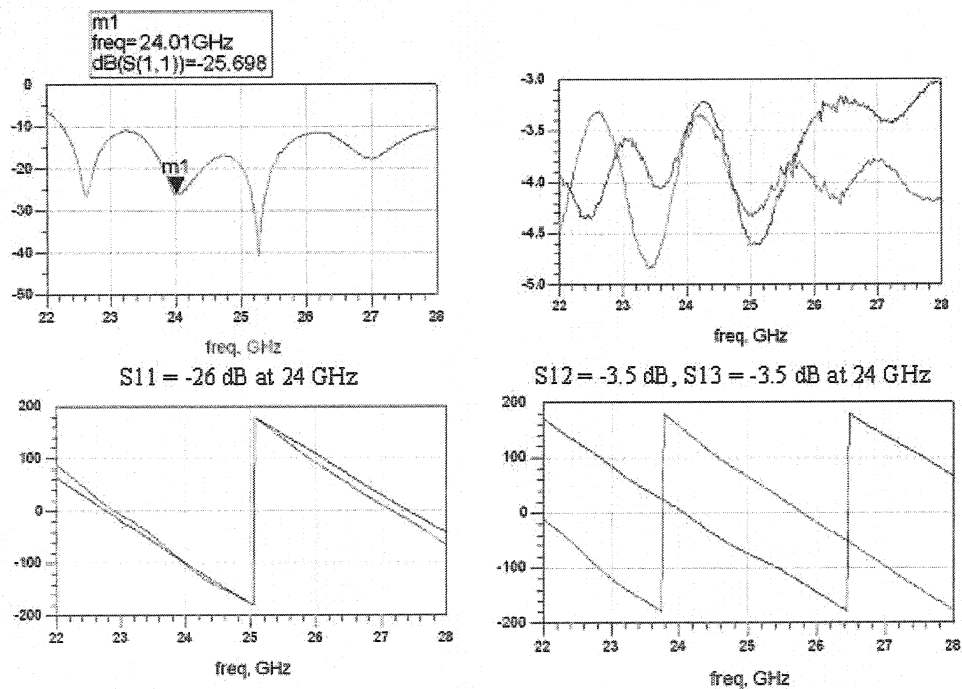 m1
freq=24.01GHz
dB(S(1,1))=-25.698
0
-10
-20
-30
-40
-50
m1
22 23 24 25 26 27 28
freq, GHz
S11 = -26 dB at 24 GHz
-3.0
-3.5
-4.0
-4.5
-5.0
22 23 24 25 26 27 28
freq, GHz
S12 = -3.5 dB, S13 = -3.5 dB at 24 GHz
200
100
0
-100
-200
22 23 24 25 26 27 28
freq, GHz
200
100
0
-100
-200
22 23 24 25 26 27 28
freq, GHz